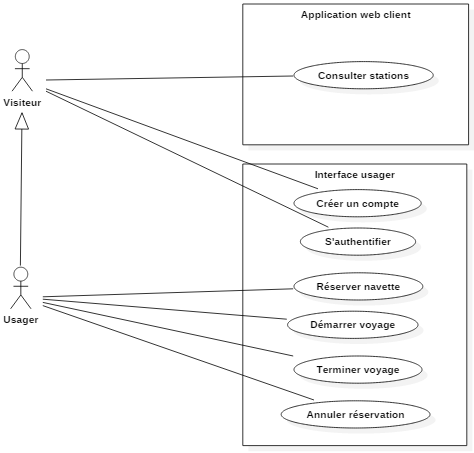 Application web client
Consulter stations
Visiteur
Interface usager
Créer un compte
S'authentifier
Réserver navette
Usager
Démarrer voyage
Terminer voyage
Annuler réservation